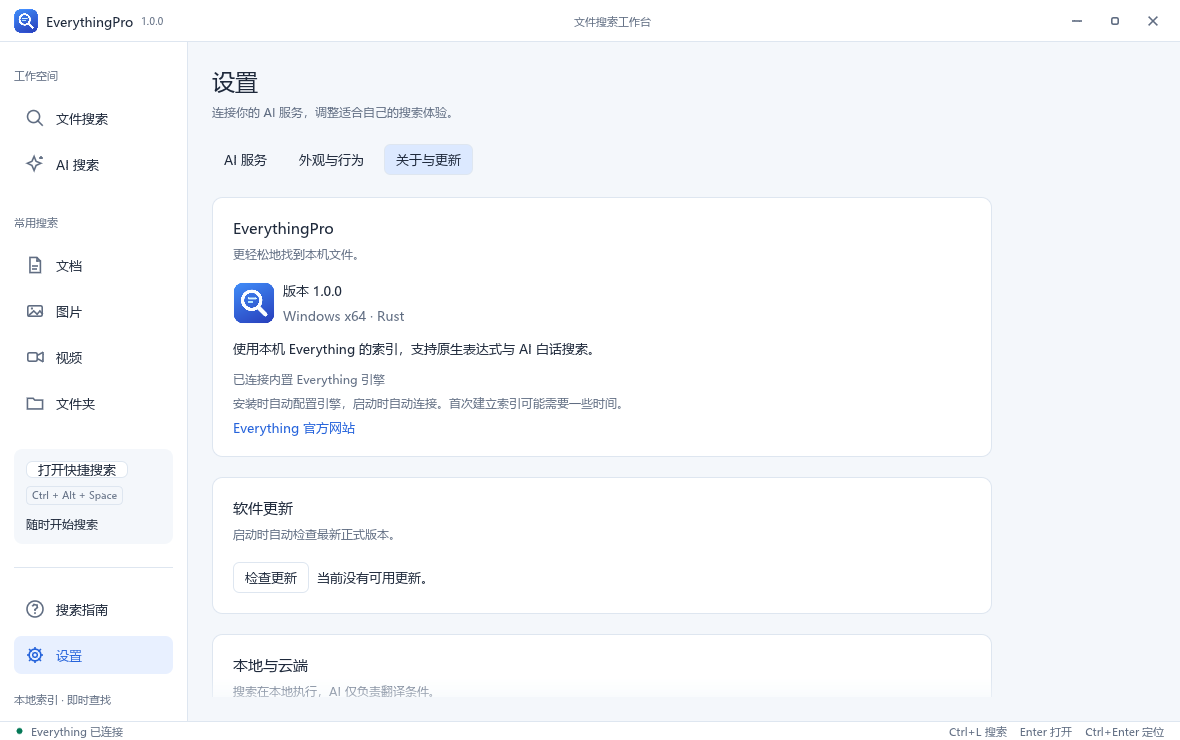 EverythingPro 1.0.0
文件搜索工作台
工作空间
文件搜索
AI 搜索
常用搜索
文档
图片
视频
文件夹
打开快捷搜索
Ctrl + Alt + Space
随时开始搜索
搜索指南
设置
本地索引 · 即时查找
设置
连接你的 AI 服务，调整适合自己的搜索体验。
AI 服务 外观与行为 关于与更新
EverythingPro
更轻松地找到本机文件。
版本 1.0.0
Windows x64 · Rust
使用本机 Everything 的索引，支持原生表达式与 AI 白话搜索。
已连接内置 Everything 引擎
安装时自动配置引擎，启动时自动连接。首次建立索引可能需要一些时间。
Everything 官方网站
软件更新
启动时自动检查最新正式版本。
检查更新 当前没有可用更新。
本地与云端
搜索在本地执行，AI 仅负责翻译条件。
Everything 已连接
Ctrl+L 搜索 Enter 打开 Ctrl+Enter 定位